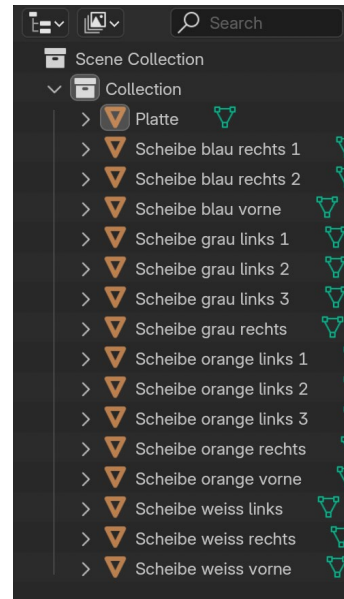 Search
Scene Collection
Collection
Platte
Scheibe blau rechts 1
Scheibe blau rechts 2
Scheibe blau vorne
Scheibe grau links 1
Scheibe grau links 2
Scheibe grau links 3
Scheibe grau rechts
Scheibe orange links 1
Scheibe orange links 2
Scheibe orange links 3
Scheibe orange rechts
Scheibe orange vorne
Scheibe weiss links
Scheibe weiss rechts
Scheibe weiss vorne